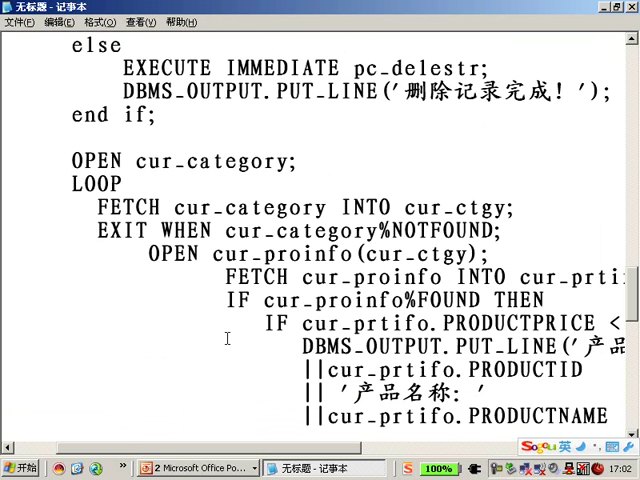 无标题 - 记事本
文件(F) 编辑(E) 格式(O) 查看(V) 帮助(H)
else
EXECUTE IMMEDIATE pc_delestr;
DBMS_OUTPUT.PUT_LINE('删除记录完成！');
end if;
OPEN cur_category;
LOOP
FETCH cur_category INTO cur_ctgy;
EXIT WHEN cur_category%NOTFOUND;
OPEN cur_proinfo(cur_ctgy);
FETCH cur_proinfo INTO cur_prti
IF cur_proinfo%FOUND THEN
IF cur_prtifo.PRODUCTPRICE <
DBMS_OUTPUT.PUT_LINE('产品
||cur_prtifo.PRODUCTID
|| '产品名称：'
||cur_prtifo.PRODUCTNAME
SoGoU 英
开始 » 2 Microsoft Office Po... 无标题 - 记事本 S 100% 17:02